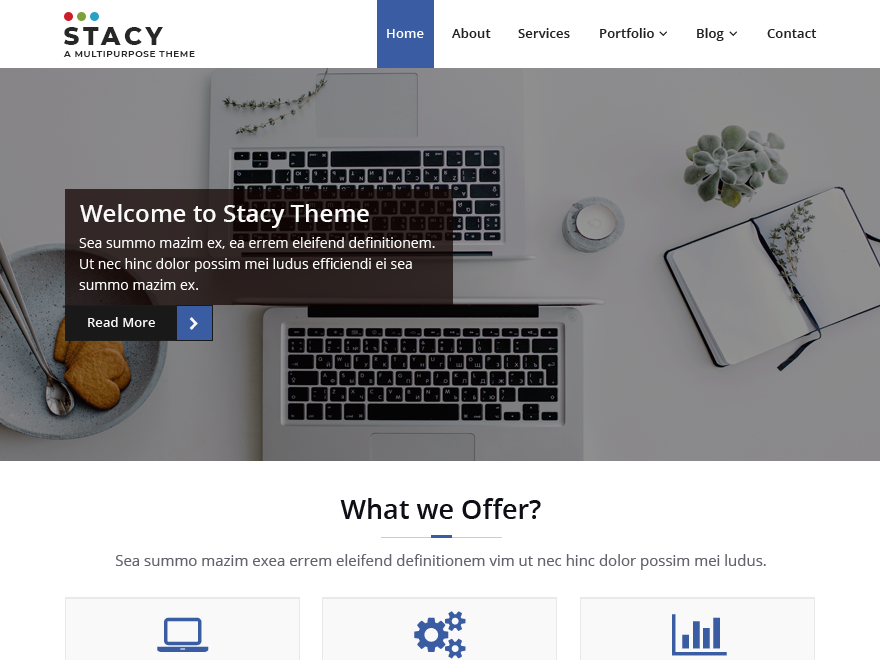 STACY
A MULTIPURPOSE THEME
Home About Services Portfolio Blog Contact
Welcome to Stacy Theme
Sea summo mazim ex, ea errem eleifend definitionem.
Ut nec hinc dolor possim mei ludus efficiendi ei sea
summo mazim ex.
Read More
What we Offer?
Sea summo mazim exea errem eleifend definitionem vim ut nec hinc dolor possim mei ludus.